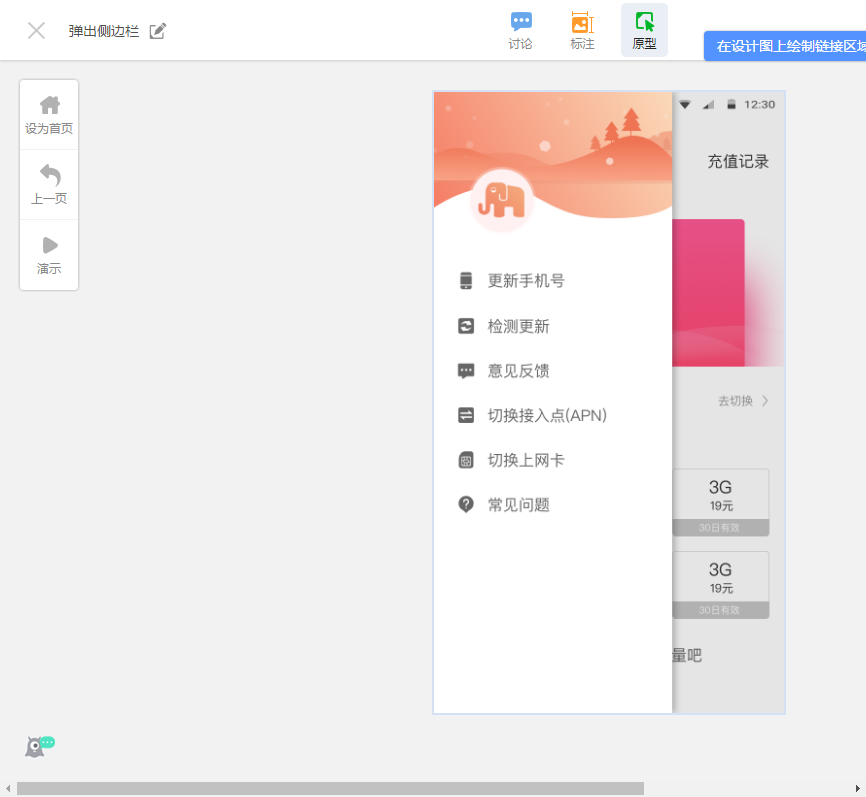 弹出侧边栏
讨论
标注
原型
在设计图上绘制链接区域
设为首页
上一页
演示
12:30
充值记录
更新手机号
检测更新
意见反馈
切换接入点(APN)
去切换
切换上网卡
常见问题
3G
19元
30日有效
3G
19元
30日有效
量吧